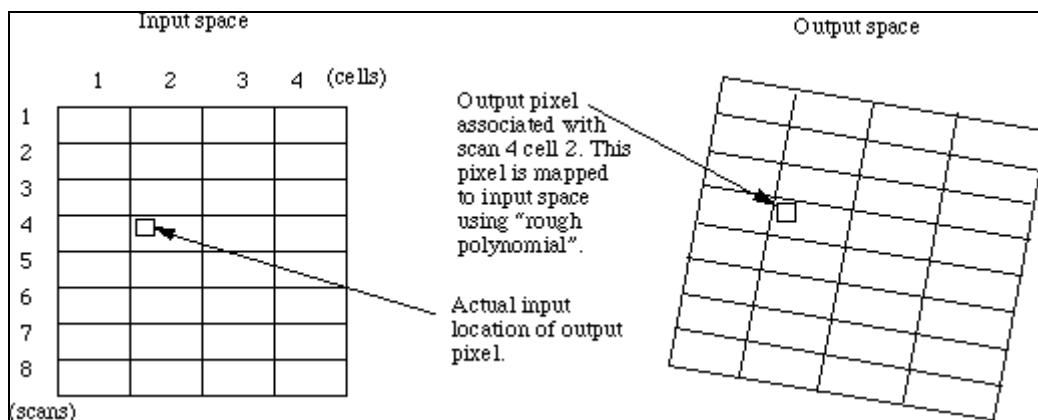 Input space
Output space
1 2 3 4 (cells)
1
2
3
4
5
6
7
8
(scans)
Output pixel
associated with
scan 4 cell 2. This
pixel is mapped
to input space
using “rough
polynomial”.
Actual input
location of output
pixel.